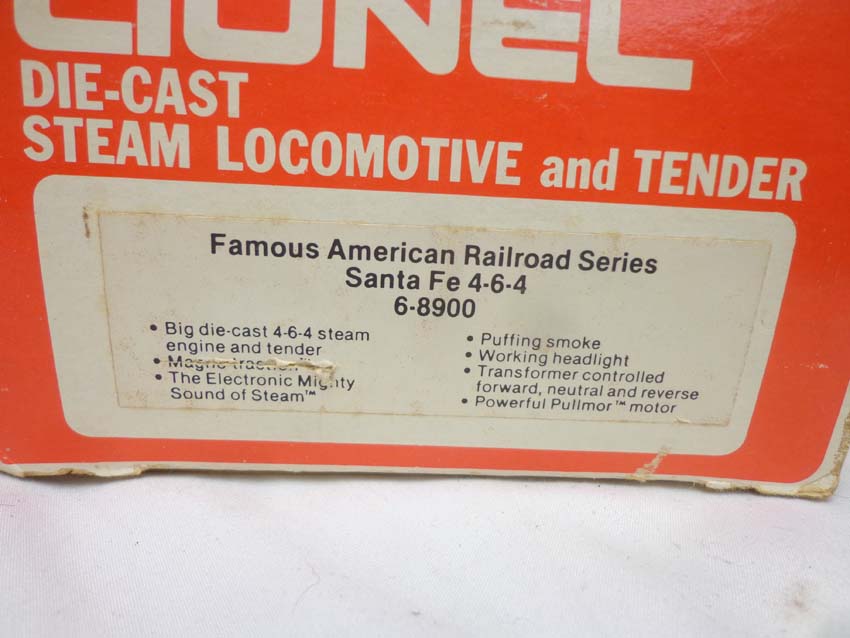 LIONEL
DIE-CAST
STEAM LOCOMOTIVE and TENDER
Famous American Railroad Series
Santa Fe 4-6-4
6-8900
• Big die-cast 4-6-4 steam
engine and tender
• Magne-traction™
• The Electronic Mighty
Sound of Steam™
• Puffing smoke
• Working headlight
• Transformer controlled
forward, neutral and reverse
• Powerful Pullmor™ motor